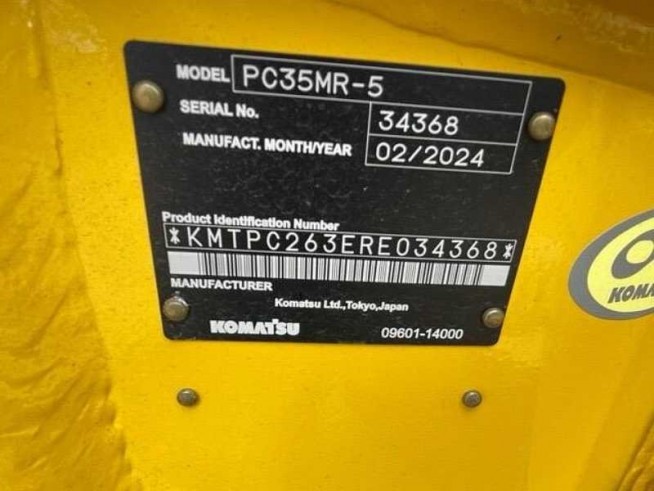 MODEL PC35MR-5
SERIAL No. 34368
MANUFACT. MONTH/YEAR 02/2024
Product Identification Number
*KMTPC263ERE034368*
MANUFACTURER
Komatsu Ltd.,Tokyo,Japan
KOMATSU 09601-14000